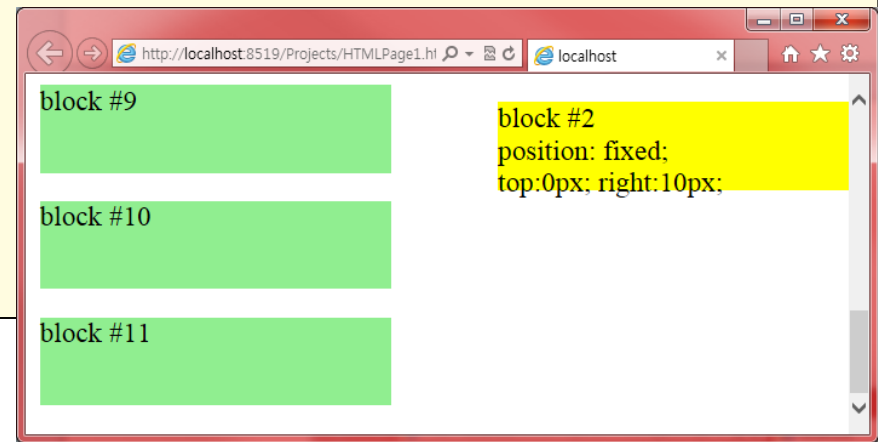 http://localhost:8519/Projects/HTMLPage1.ht
localhost
block #9
block #10
block #11
block #2
position: fixed;
top:0px; right:10px;